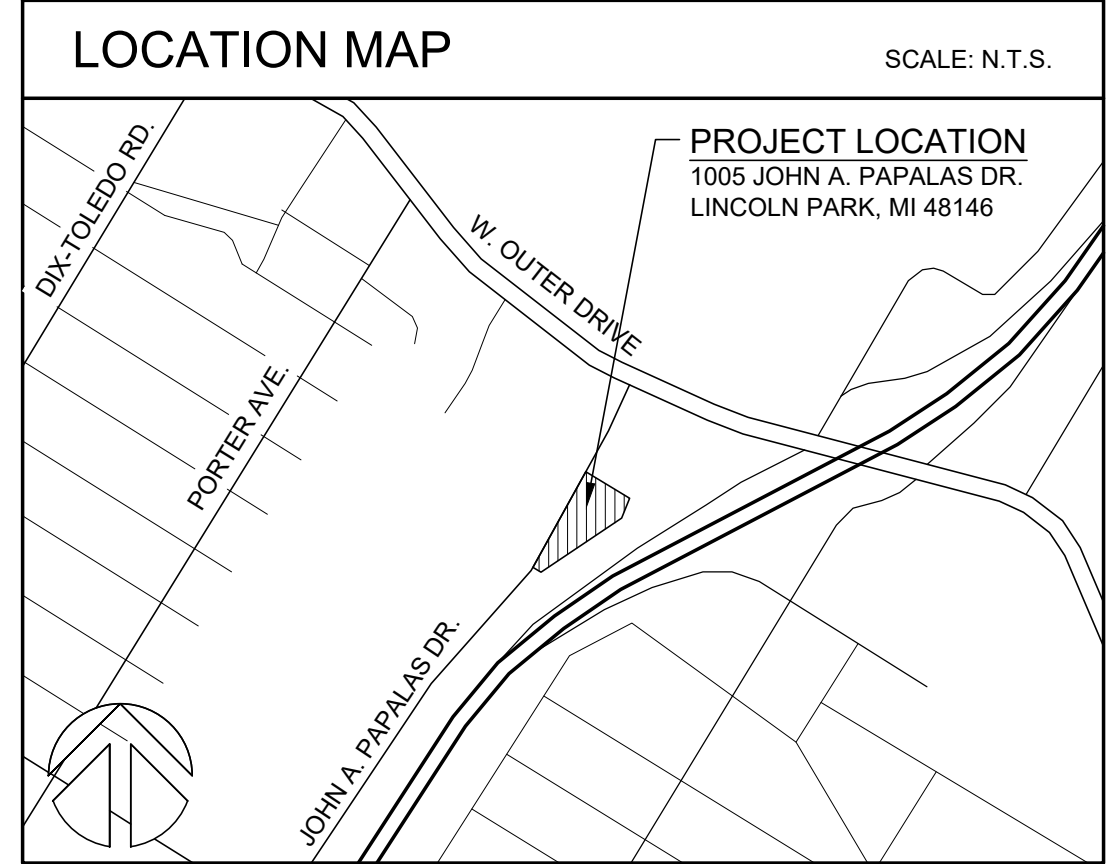 LOCATION MAP
SCALE: N.T.S.
PROJECT LOCATION
1005 JOHN A. PAPALAS DR.
LINCOLN PARK, MI 48146
DIX-TOLEDO RD.
W. OUTER DRIVE
PORTER AVE.
JOHN A. PAPALAS DR.